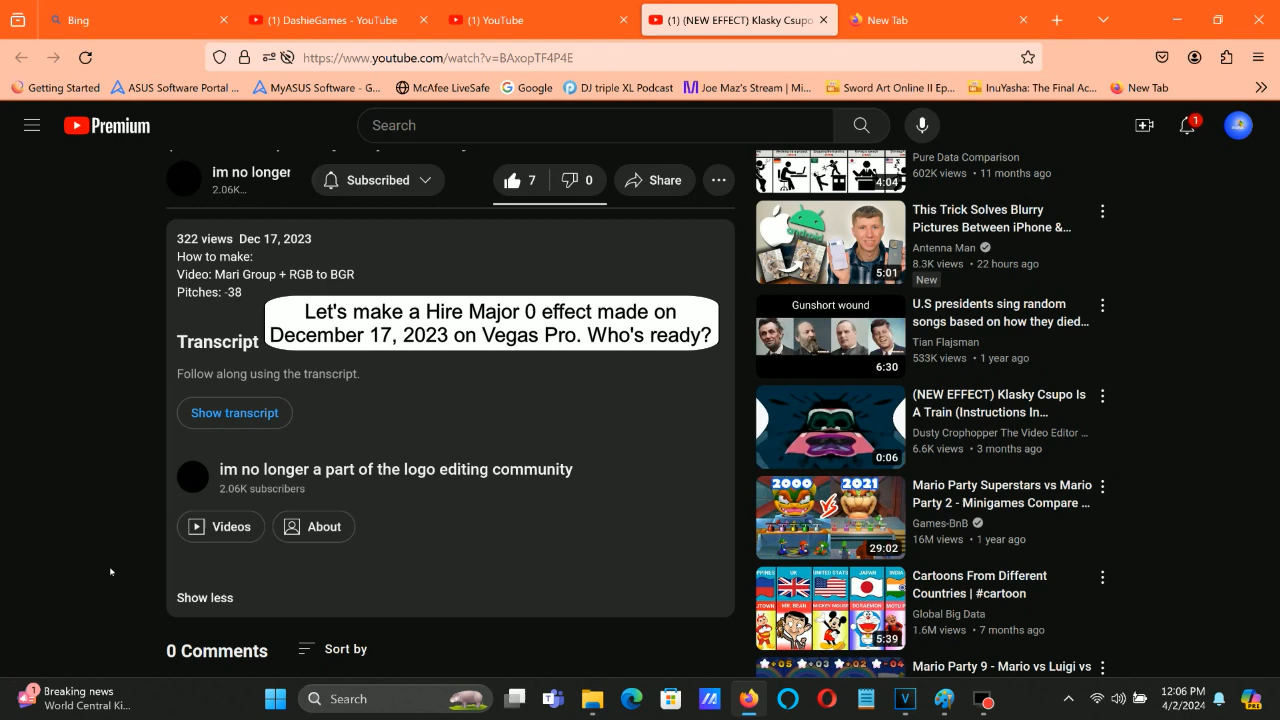 Bing
(1) DashieGames - YouTube
(1) YouTube
(1) (NEW EFFECT) Klasky Csupo
New Tab
https://www.youtube.com/watch?v=BAxopTF4P4E
Getting Started
ASUS Software Portal ...
MyASUS Software - G...
McAfee LiveSafe
Google
DJ triple XL Podcast
Joe Maz's Stream | Mi...
Sword Art Online II Ep...
InuYasha: The Final Ac...
New Tab
Premium
Search
1
im no longer
2.06K...
Subscribed
7
0
Share
322 views Dec 17, 2023
How to make:
Video: Mari Group + RGB to BGR
Pitches: -38
Let's make a Hire Major 0 effect made on
December 17, 2023 on Vegas Pro. Who's ready?
Transcript
Follow along using the transcript.
Show transcript
im no longer a part of the logo editing community
2.06K subscribers
Videos
About
Show less
0 Comments
Sort by
4:04
Pure Data Comparison
602K views • 11 months ago
android
5:01
This Trick Solves Blurry
Pictures Between iPhone &...
Antenna Man
8.3K views • 22 hours ago
New
Gunshort wound
6:30
U.S presidents sing random
songs based on how they died...
Tian Flajsman
533K views • 1 year ago
0:06
(NEW EFFECT) Klasky Csupo Is
A Train (Instructions In...
Dusty Crophopper The Video Editor ...
6.6K views • 3 months ago
2000
VS
2021
29:02
Mario Party Superstars vs Mario
Party 2 - Minigames Compare ...
Games-BnB
16M views • 1 year ago
UK
UNITED STATS
JAPAN
MR. BEAN
MICKEY MOUSE
DORAEMON
5:39
Cartoons From Different
Countries | #cartoon
Global Big Data
1.6M views • 7 months ago
+05
+03
+02
-04
Mario Party 9 - Mario vs Luigi vs
1
Breaking news
World Central Ki...
Search
12:06 PM
4/2/2024